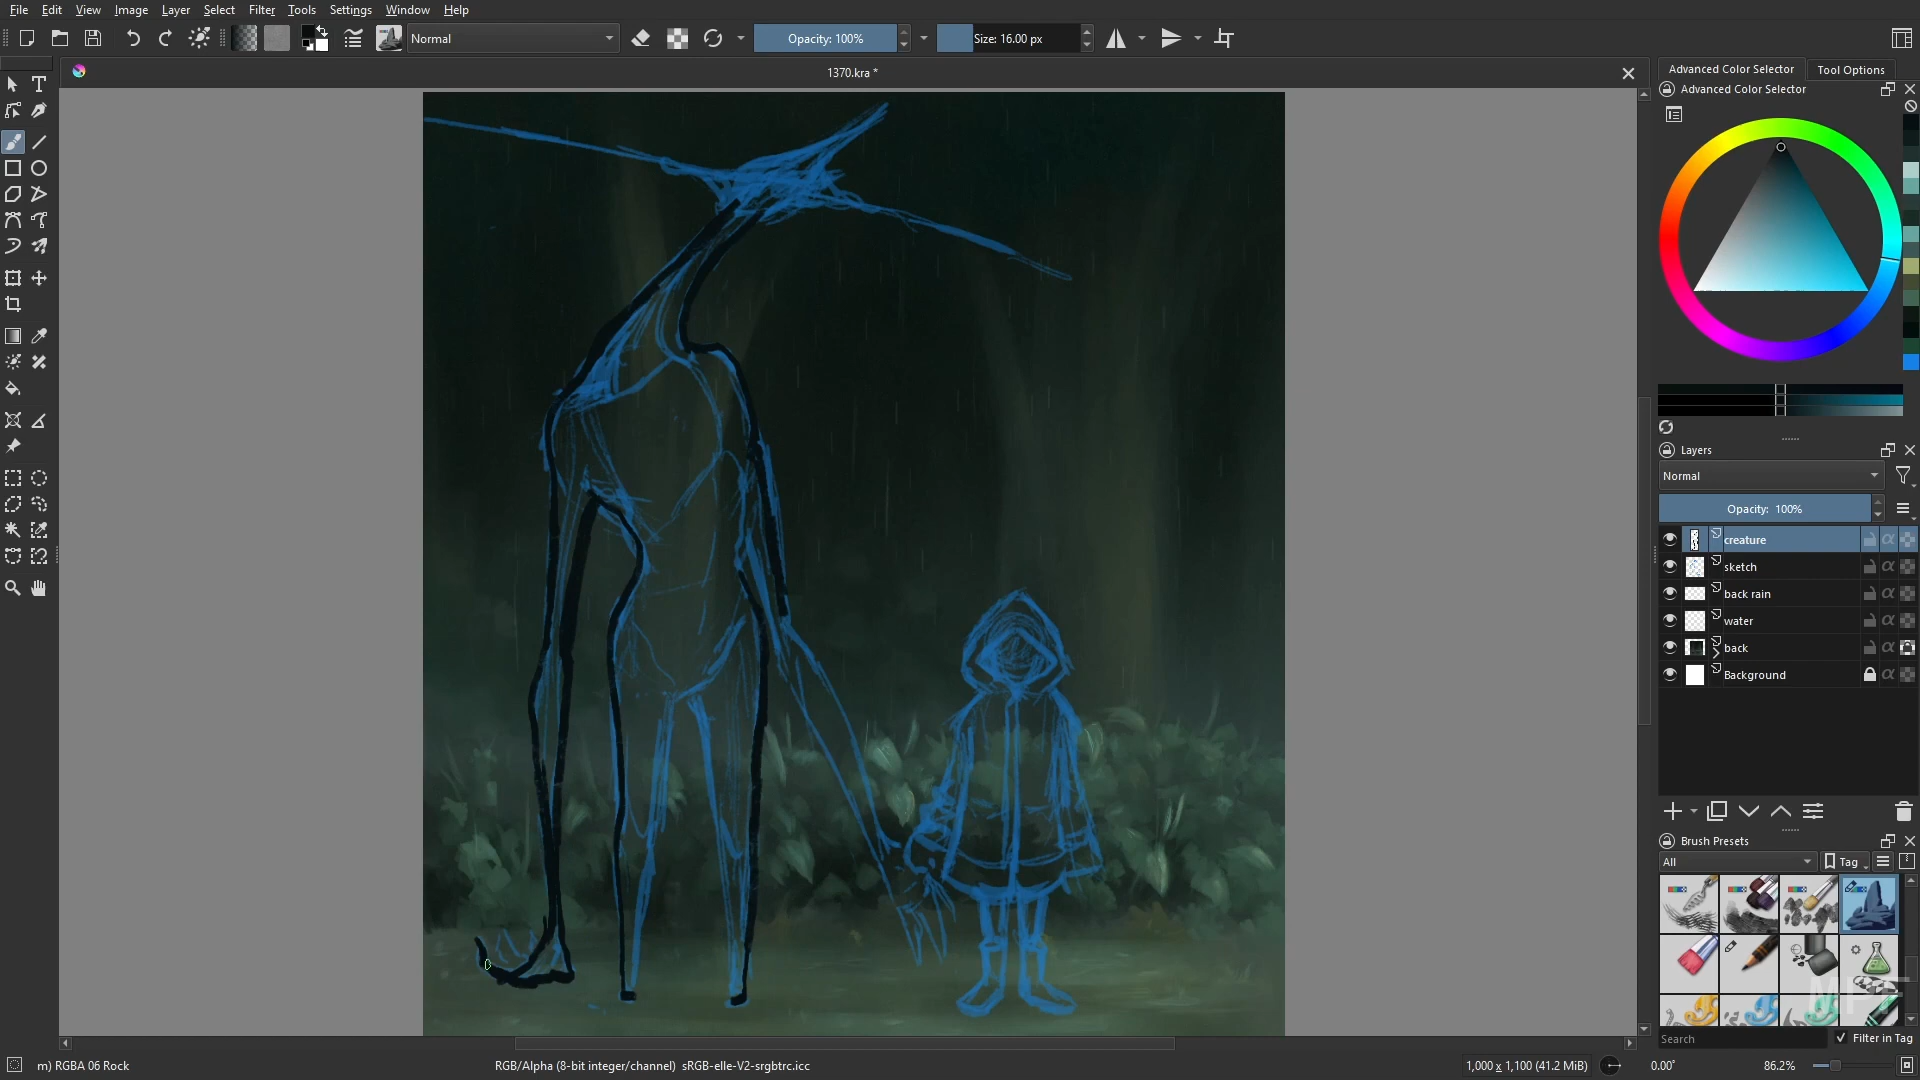 File Edit View Image Layer Select Filter Tools Settings Window Help
Normal
Opacity: 100%
Size: 16.00 px
1370.kra *
Advanced Color Selector
Tool Options
Advanced Color Selector
Layers
Normal
Opacity: 100%
creature
sketch
back rain
water
back
Background
Brush Presets
All
Tag
Search
Filter in Tag
m) RGBA 06 Rock
RGB/Alpha (8-bit integer/channel) sRGB-elle-V2-srgbtrc.icc
1,000 x 1,100 (41.2 MiB)
0.00°
86.2%